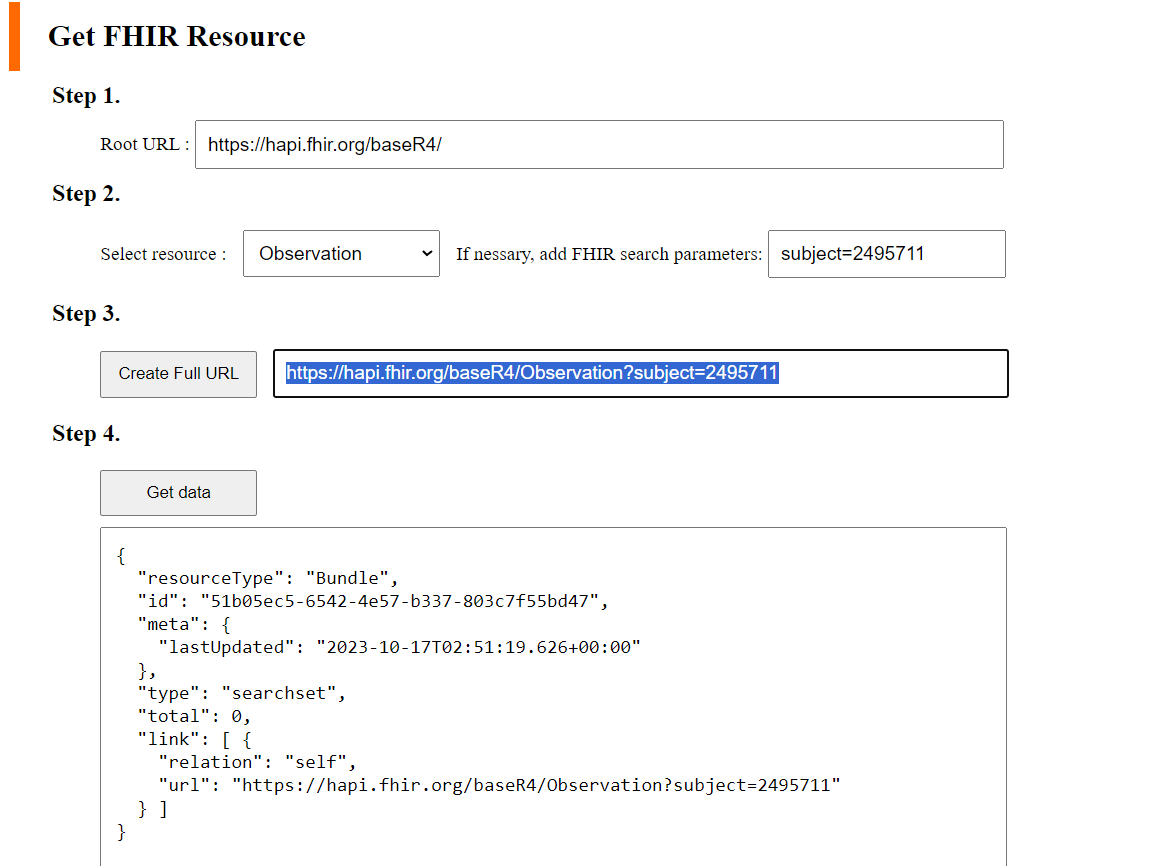 Get FHIR Resource
Step 1.
Root URL : https://hapi.fhir.org/baseR4/
Step 2.
Select resource : Observation If nessary, add FHIR search parameters: subject=2495711
Step 3.
Create Full URL https://hapi.fhir.org/baseR4/Observation?subject=2495711
Step 4.
Get data
{
  "resourceType": "Bundle",
  "id": "51b05ec5-6542-4e57-b337-803c7f55bd47",
  "meta": {
    "lastUpdated": "2023-10-17T02:51:19.626+00:00"
  },
  "type": "searchset",
  "total": 0,
  "link": [ {
    "relation": "self",
    "url": "https://hapi.fhir.org/baseR4/Observation?subject=2495711"
  } ]
}